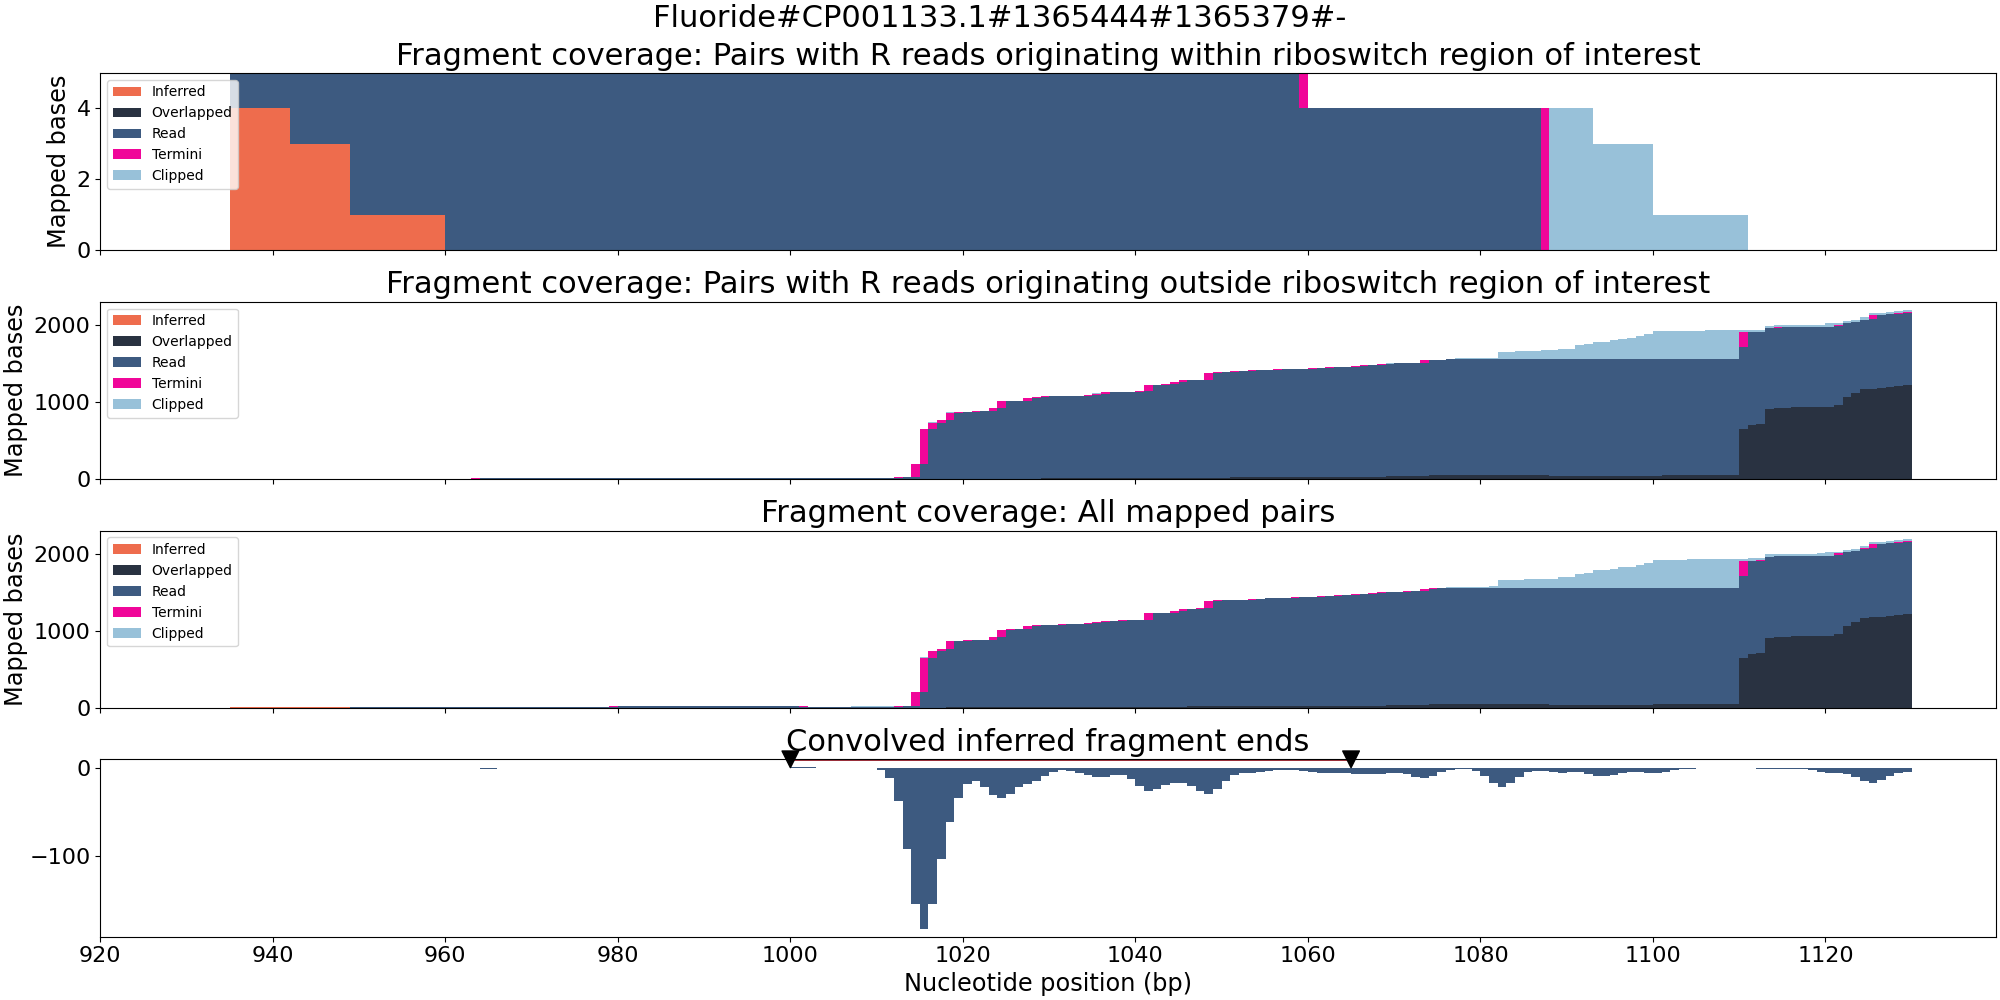 Fluoride#CP001133.1#1365444#1365379#-
Fragment coverage: Pairs with R reads originating within riboswitch region of interest
Mapped bases
4
2
0
Inferred
Overlapped
Read
Termini
Clipped
Fragment coverage: Pairs with R reads originating outside riboswitch region of interest
Mapped bases
2000
1000
0
Inferred
Overlapped
Read
Termini
Clipped
Fragment coverage: All mapped pairs
Mapped bases
2000
1000
0
Inferred
Overlapped
Read
Termini
Clipped
Convolved inferred fragment ends
0
−100
920 940 960 980 1000 1020 1040 1060 1080 1100 1120
Nucleotide position (bp)